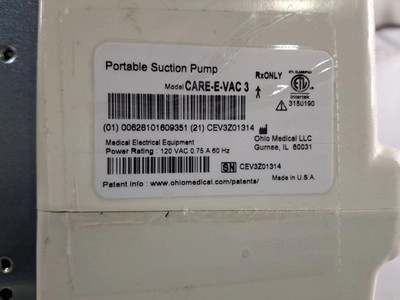 Portable Suction Pump
Model CARE-E-VAC 3
RxONLY
Intertek
3150190
(01) 00628101609351 (21) CEV3Z01314
Medical Electrical Equipment
Power Rating : 120 VAC 0.75 A 60 Hz
Ohio Medical LLC
Gurnee, IL 60031
SN CEV3Z01314
Patent info : www.ohiomedical.com/patents/
Made in U.S.A.